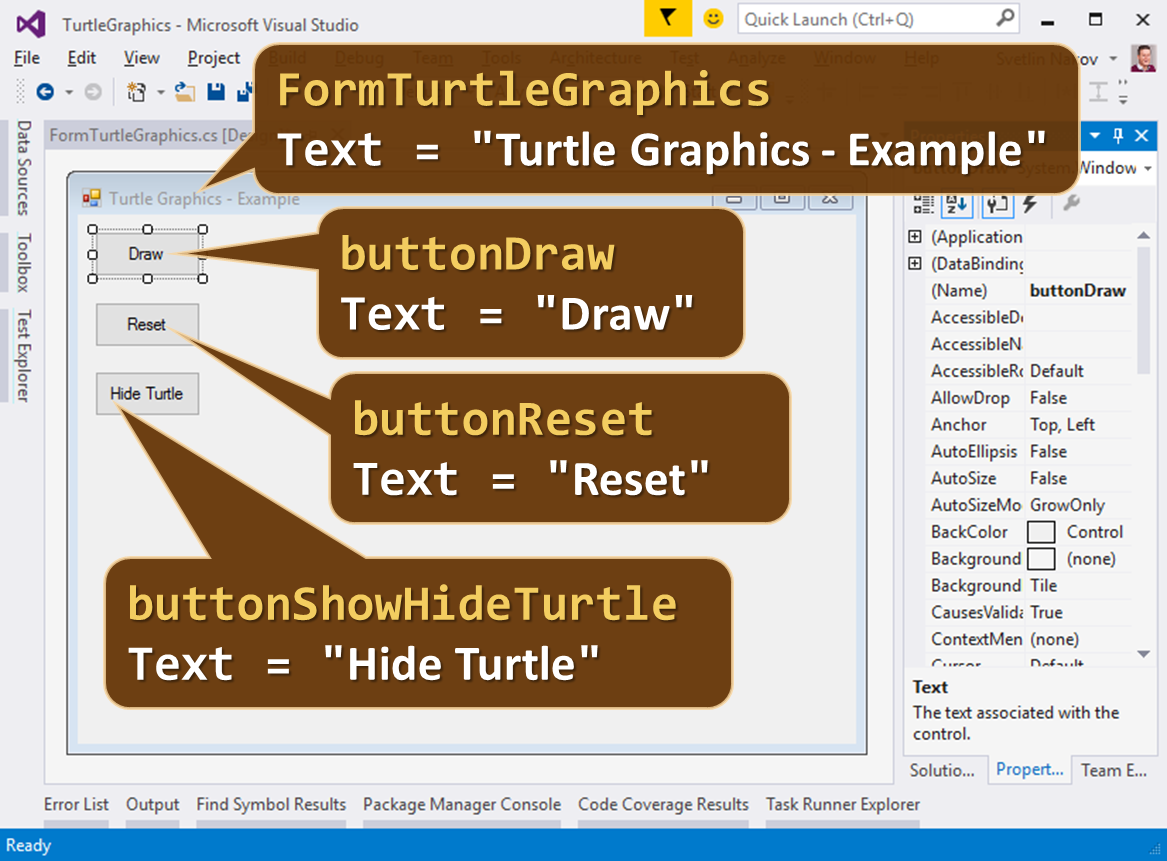 TurtleGraphics - Microsoft Visual Studio
Quick Launch (Ctrl+Q)
File Edit View Project Build Debug Team Tools Architecture Test Analyze Window Help Svetlin Nakov
FormTurtleGraphics
Text = "Turtle Graphics - Example"
FormTurtleGraphics.cs [De
Properties
buttonDraw System.Window
Data Sources
Toolbox
Test Explorer
Turtle Graphics - Example
Draw
buttonDraw
Text = "Draw"
Reset
buttonReset
Text = "Reset"
Hide Turtle
buttonShowHideTurtle
Text = "Hide Turtle"
(Application
(DataBinding
(Name) buttonDraw
AccessibleDe
AccessibleN
AccessibleRo Default
AllowDrop False
Anchor Top, Left
AutoEllipsis False
AutoSize False
AutoSizeMo GrowOnly
BackColor Control
Background (none)
Background Tile
CausesValida True
ContextMen (none)
Cursor Default
Text
The text associated with the
control.
Solutio... Propert... Team E...
Error List Output Find Symbol Results Package Manager Console Code Coverage Results Task Runner Explorer
Ready